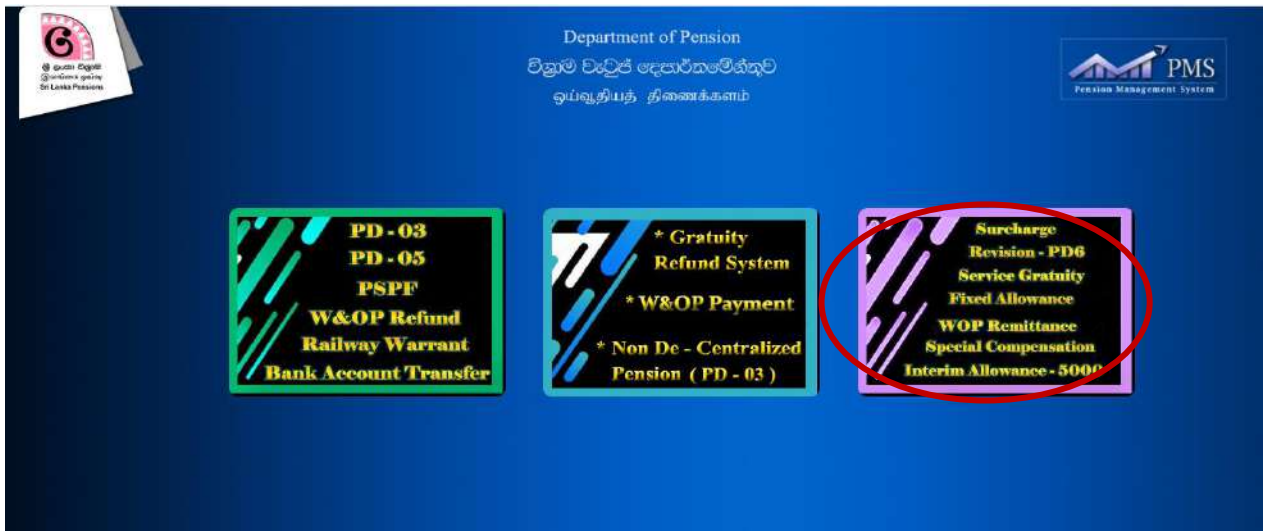 ශ්‍රී ලංකා විශ්‍රාම
இலங்கை ஓய்வூதிய
Sri Lanka Pensions
Department of Pension
විශ්‍රාම වැටුප් දෙපාර්තමේන්තුව
ஓய்வூதியத் திணைக்களம்
PMS
Pension Management System
PD - 03
PD - 05
PSPF
W&OP Refund
Railway Warrant
Bank Account Transfer
* Gratuity
Refund System
* W&OP Payment
* Non De - Centralized
Pension ( PD - 03 )
Surcharge
Revision - PD6
Service Gratuity
Fixed Allowance
WOP Remittance
Special Compensation
Interim Allowance - 5000